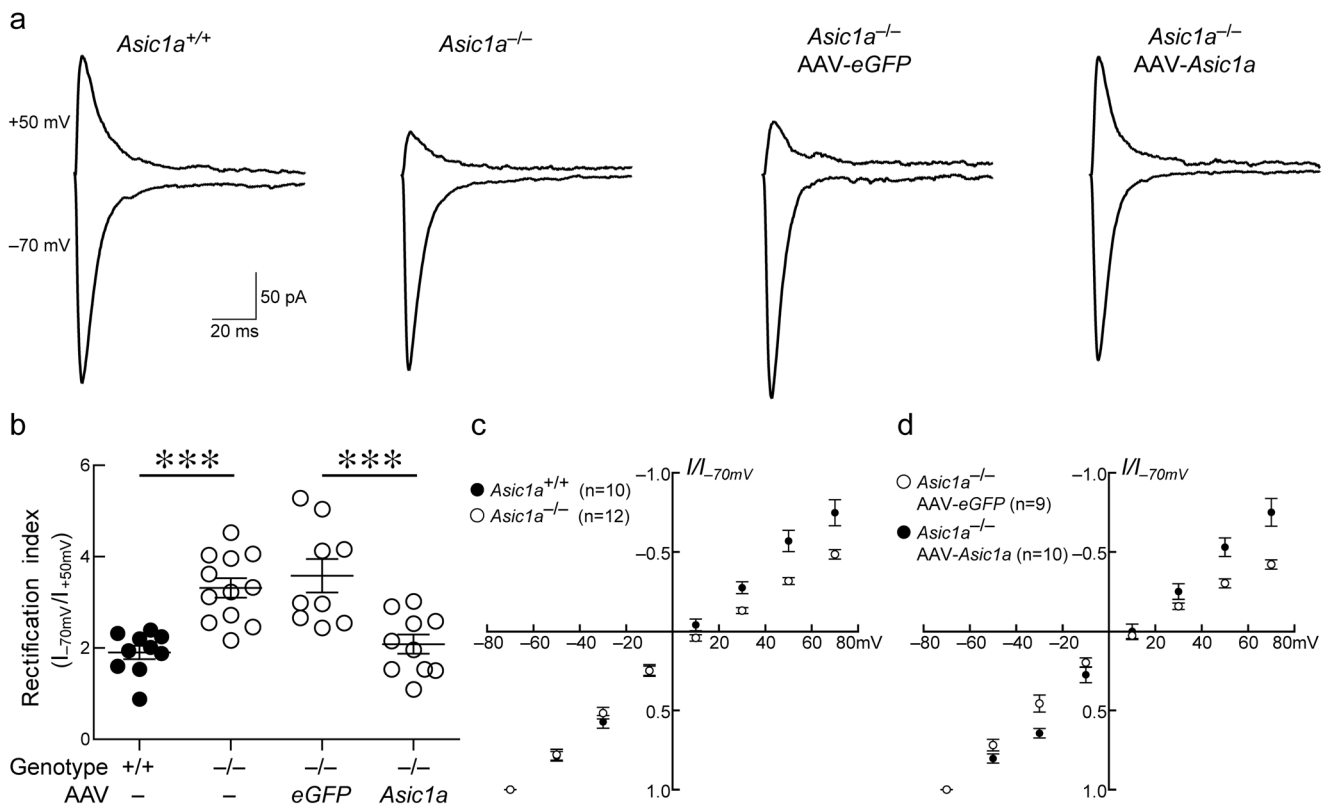 a
Asic1a+/+
Asic1a–/–
Asic1a–/–
AAV-eGFP
Asic1a–/–
AAV-Asic1a
+50 mV
–70 mV
50 pA
20 ms
b
Rectification index
(I–70mV/I+50mV)
6
4
2
0
*** ***
Genotype +/+ –/– –/– –/–
AAV – – eGFP Asic1a
c
Asic1a+/+ (n=10)
Asic1a–/– (n=12)
I/I–70mV
–1.0
–0.5
–80 –60 –40 –20 20 40 60 80mV
0.5
1.0
d
Asic1a–/–
AAV-eGFP (n=9)
Asic1a–/–
AAV-Asic1a (n=10)
I/I–70mV
–1.0
–0.5
–80 –60 –40 –20 20 40 60 80mV
0.5
1.0